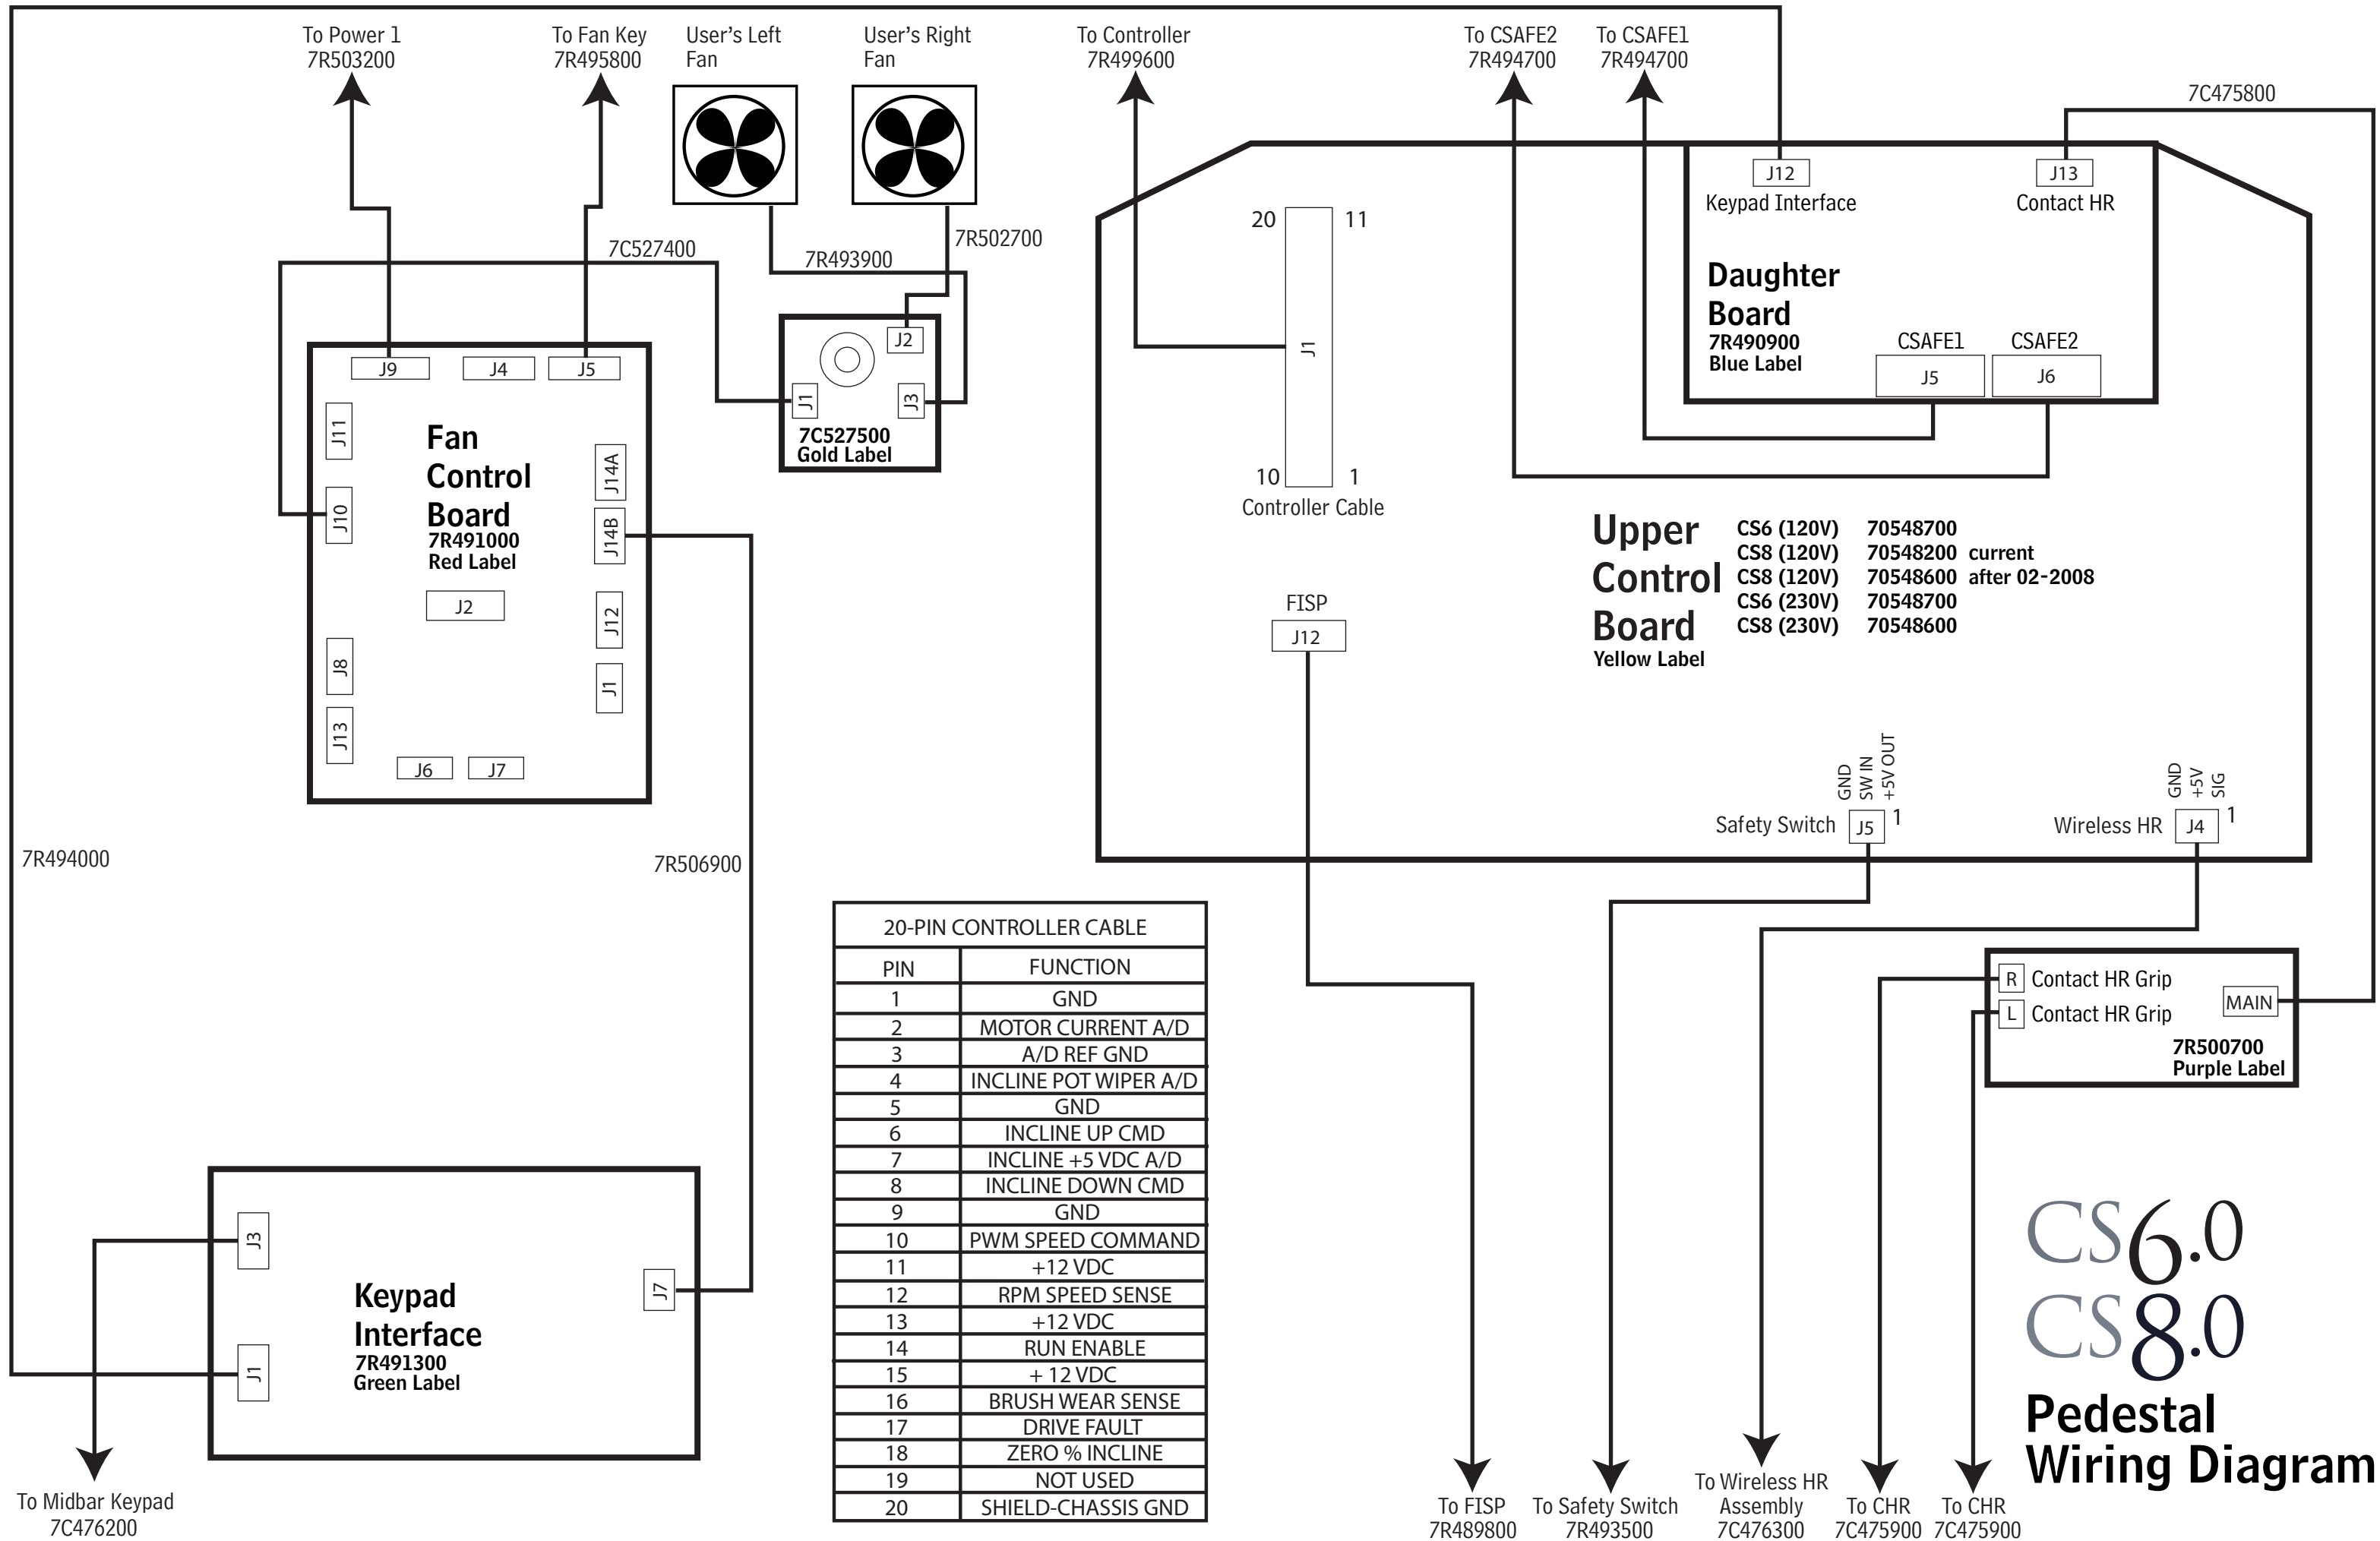 To Power 1
7R503200
To Fan Key
7R495800
User's Left
Fan
User's Right
Fan
To Controller
7R499600
To CSAFE2
7R494700
To CSAFE1
7R494700
7C475800
7C527400
7R493900
7R502700
J9
J4
J5
J11
J10
J14A
J14B
Fan
Control
Board
7R491000
Red Label
J2
J12
J1
J8
J13
J6
J7
J2
J1
J3
7C527500
Gold Label
20
11
J1
10
1
Controller Cable
J12
Keypad Interface
J13
Contact HR
Daughter
Board
7R490900
Blue Label
CSAFE1
J5
CSAFE2
J6
Upper
Control
Board
Yellow Label
CS6 (120V) 70548700
CS8 (120V) 70548200 current
CS8 (120V) 70548600 after 02-2008
CS6 (230V) 70548700
CS8 (230V) 70548600
FISP
J12
GND
SW IN
+5V OUT
Safety Switch
J5
1
GND
+5V
SIG
Wireless HR
J4
1
7R494000
7R506900
20-PIN CONTROLLER CABLE
PIN FUNCTION
1 GND
2 MOTOR CURRENT A/D
3 A/D REF GND
4 INCLINE POT WIPER A/D
5 GND
6 INCLINE UP CMD
7 INCLINE +5 VDC A/D
8 INCLINE DOWN CMD
9 GND
10 PWM SPEED COMMAND
11 +12 VDC
12 RPM SPEED SENSE
13 +12 VDC
14 RUN ENABLE
15 + 12 VDC
16 BRUSH WEAR SENSE
17 DRIVE FAULT
18 ZERO % INCLINE
19 NOT USED
20 SHIELD-CHASSIS GND
R Contact HR Grip
L Contact HR Grip
MAIN
7R500700
Purple Label
J3
J1
J7
Keypad
Interface
7R491300
Green Label
To Midbar Keypad
7C476200
To FISP
7R489800
To Safety Switch
7R493500
To Wireless HR
Assembly
7C476300
To CHR
7C475900
To CHR
7C475900
CS6.0
CS8.0
Pedestal
Wiring Diagram